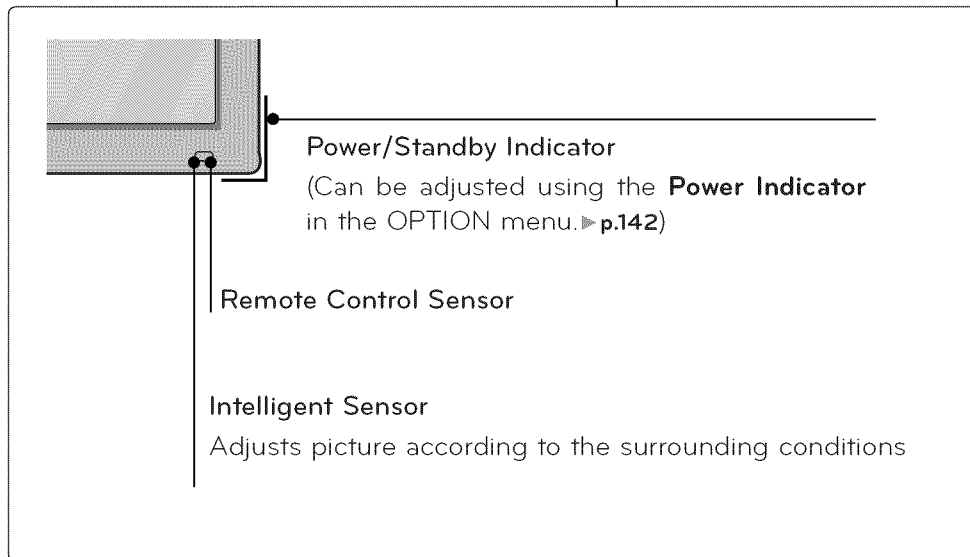 Power/Standby Indicator
(Can be adjusted using the Power Indicator
in the OPTION menu.▶p.142)
Remote Control Sensor
Intelligent Sensor
Adjusts picture according to the surrounding conditions